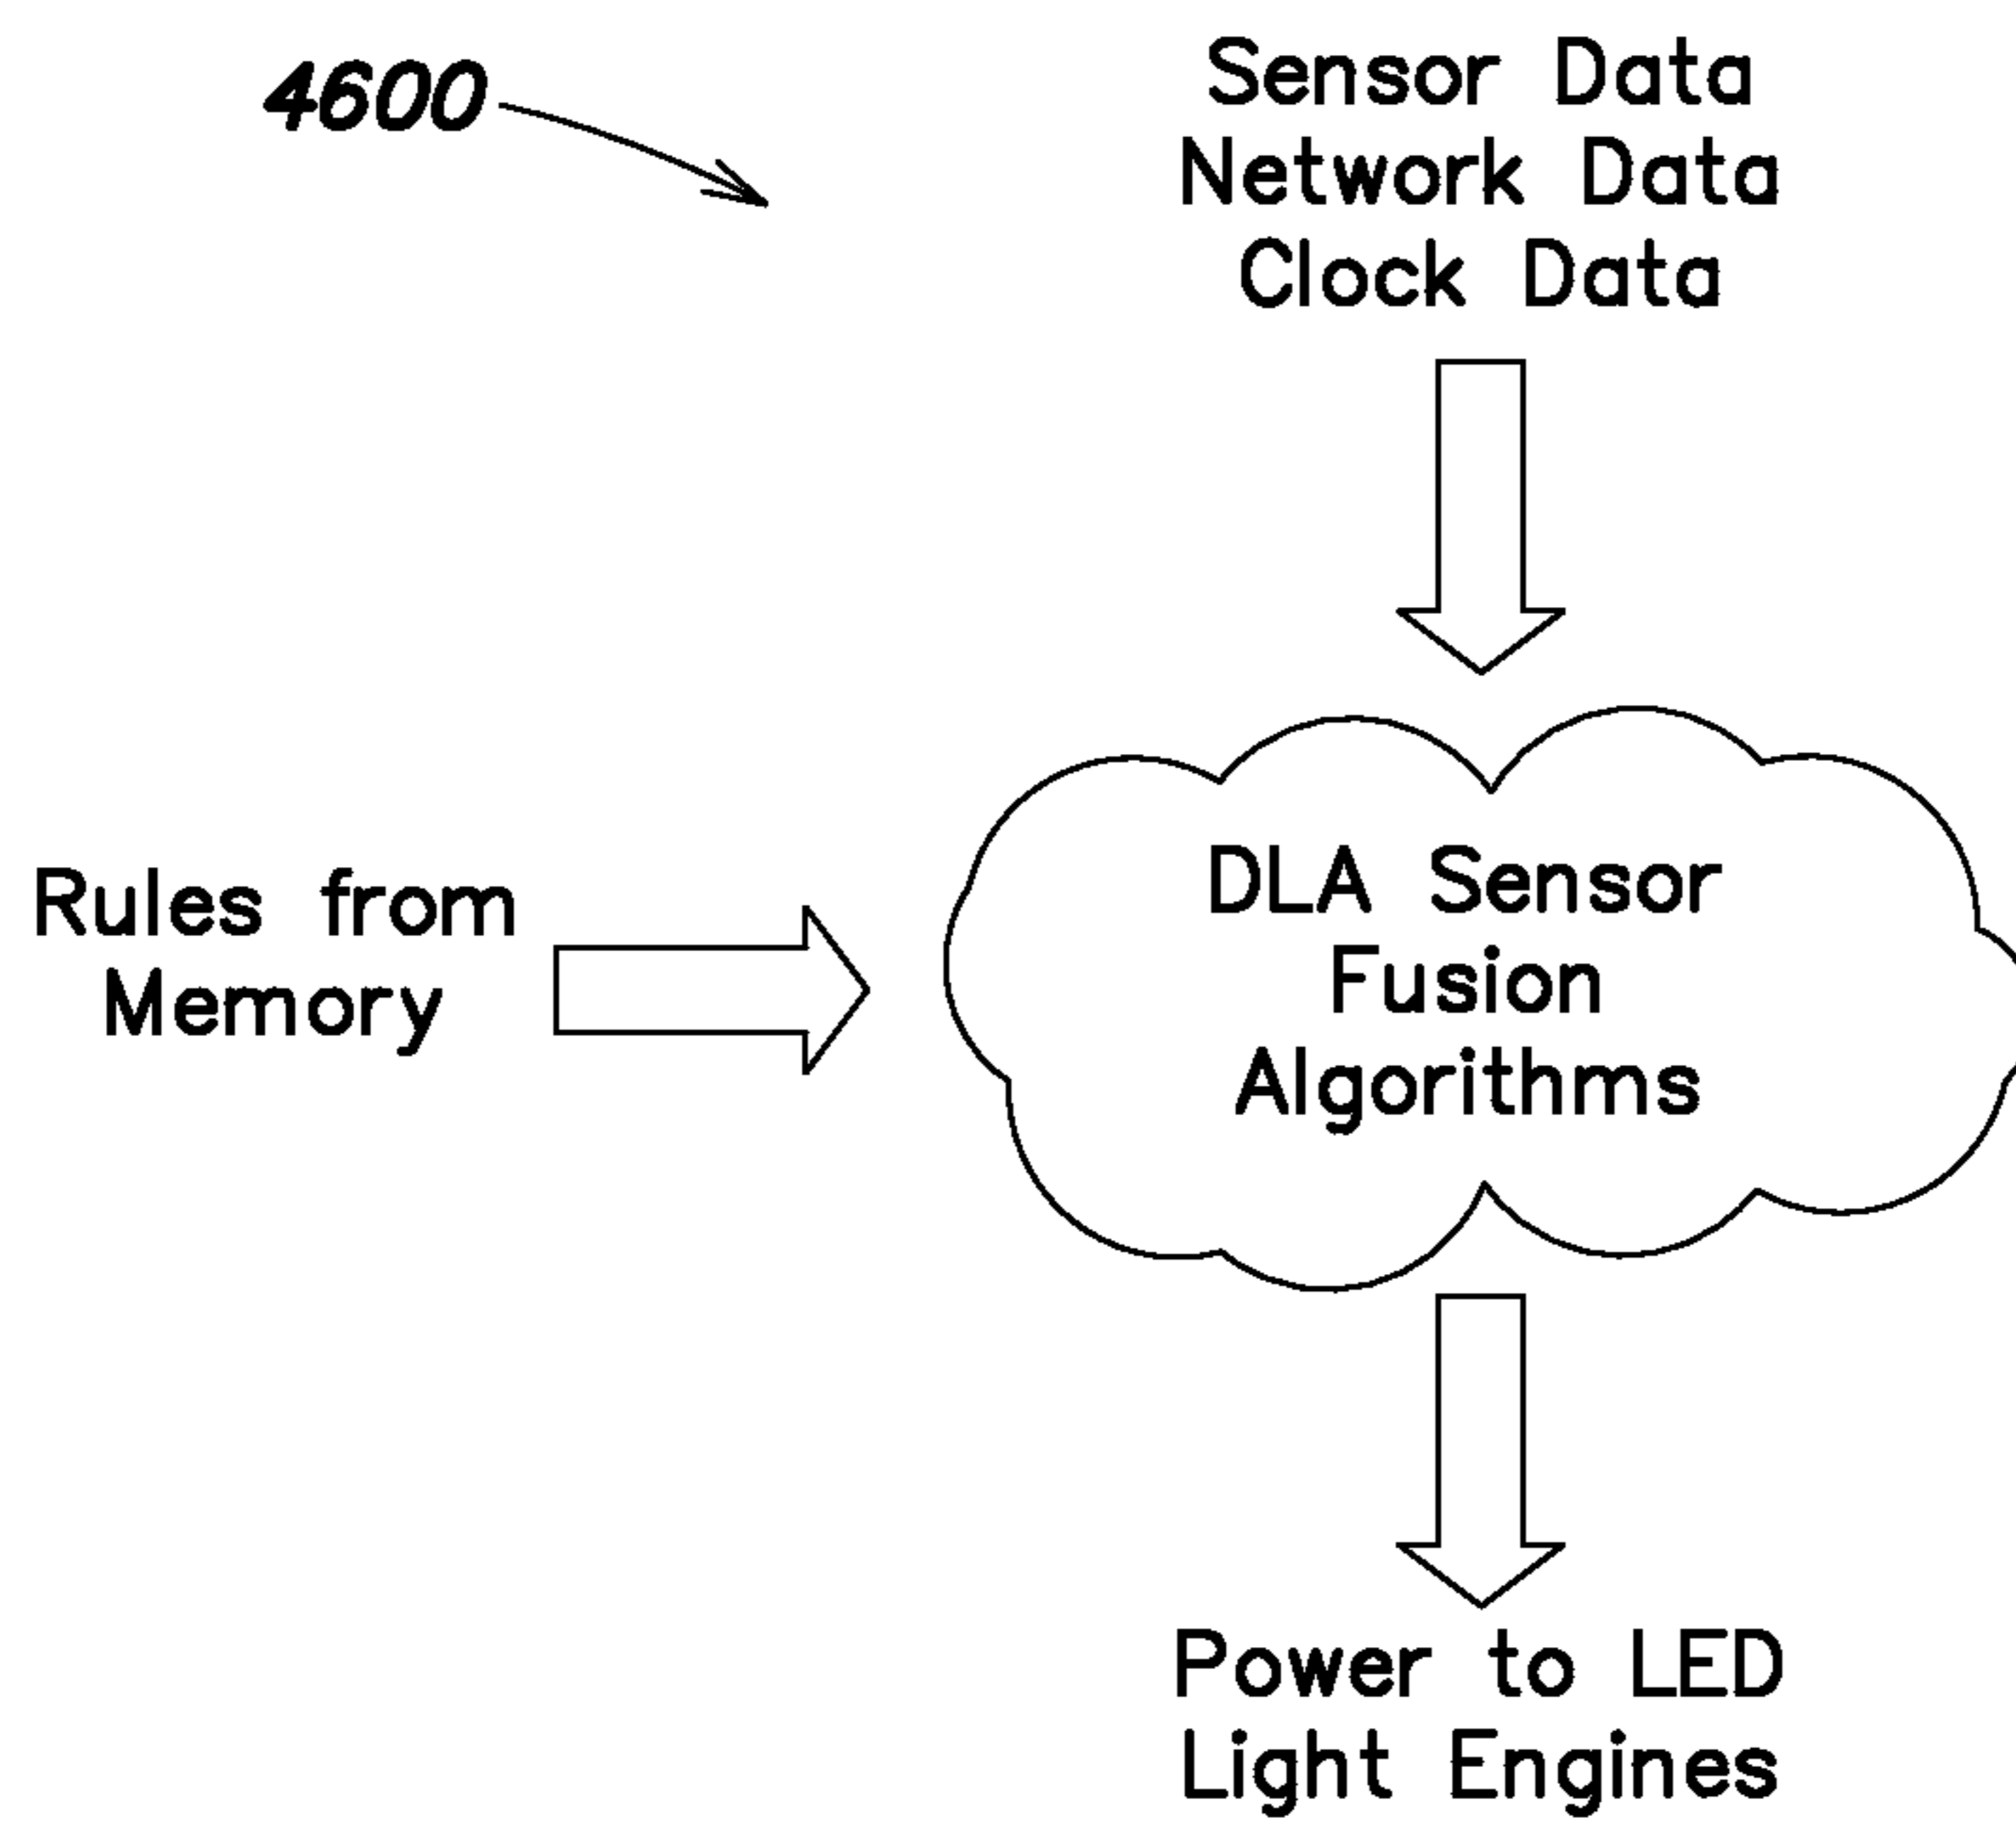 4600
Sensor Data
Network Data
Clock Data
Rules from
Memory
DLA Sensor
Fusion
Algorithms
Power to LED
Light Engines